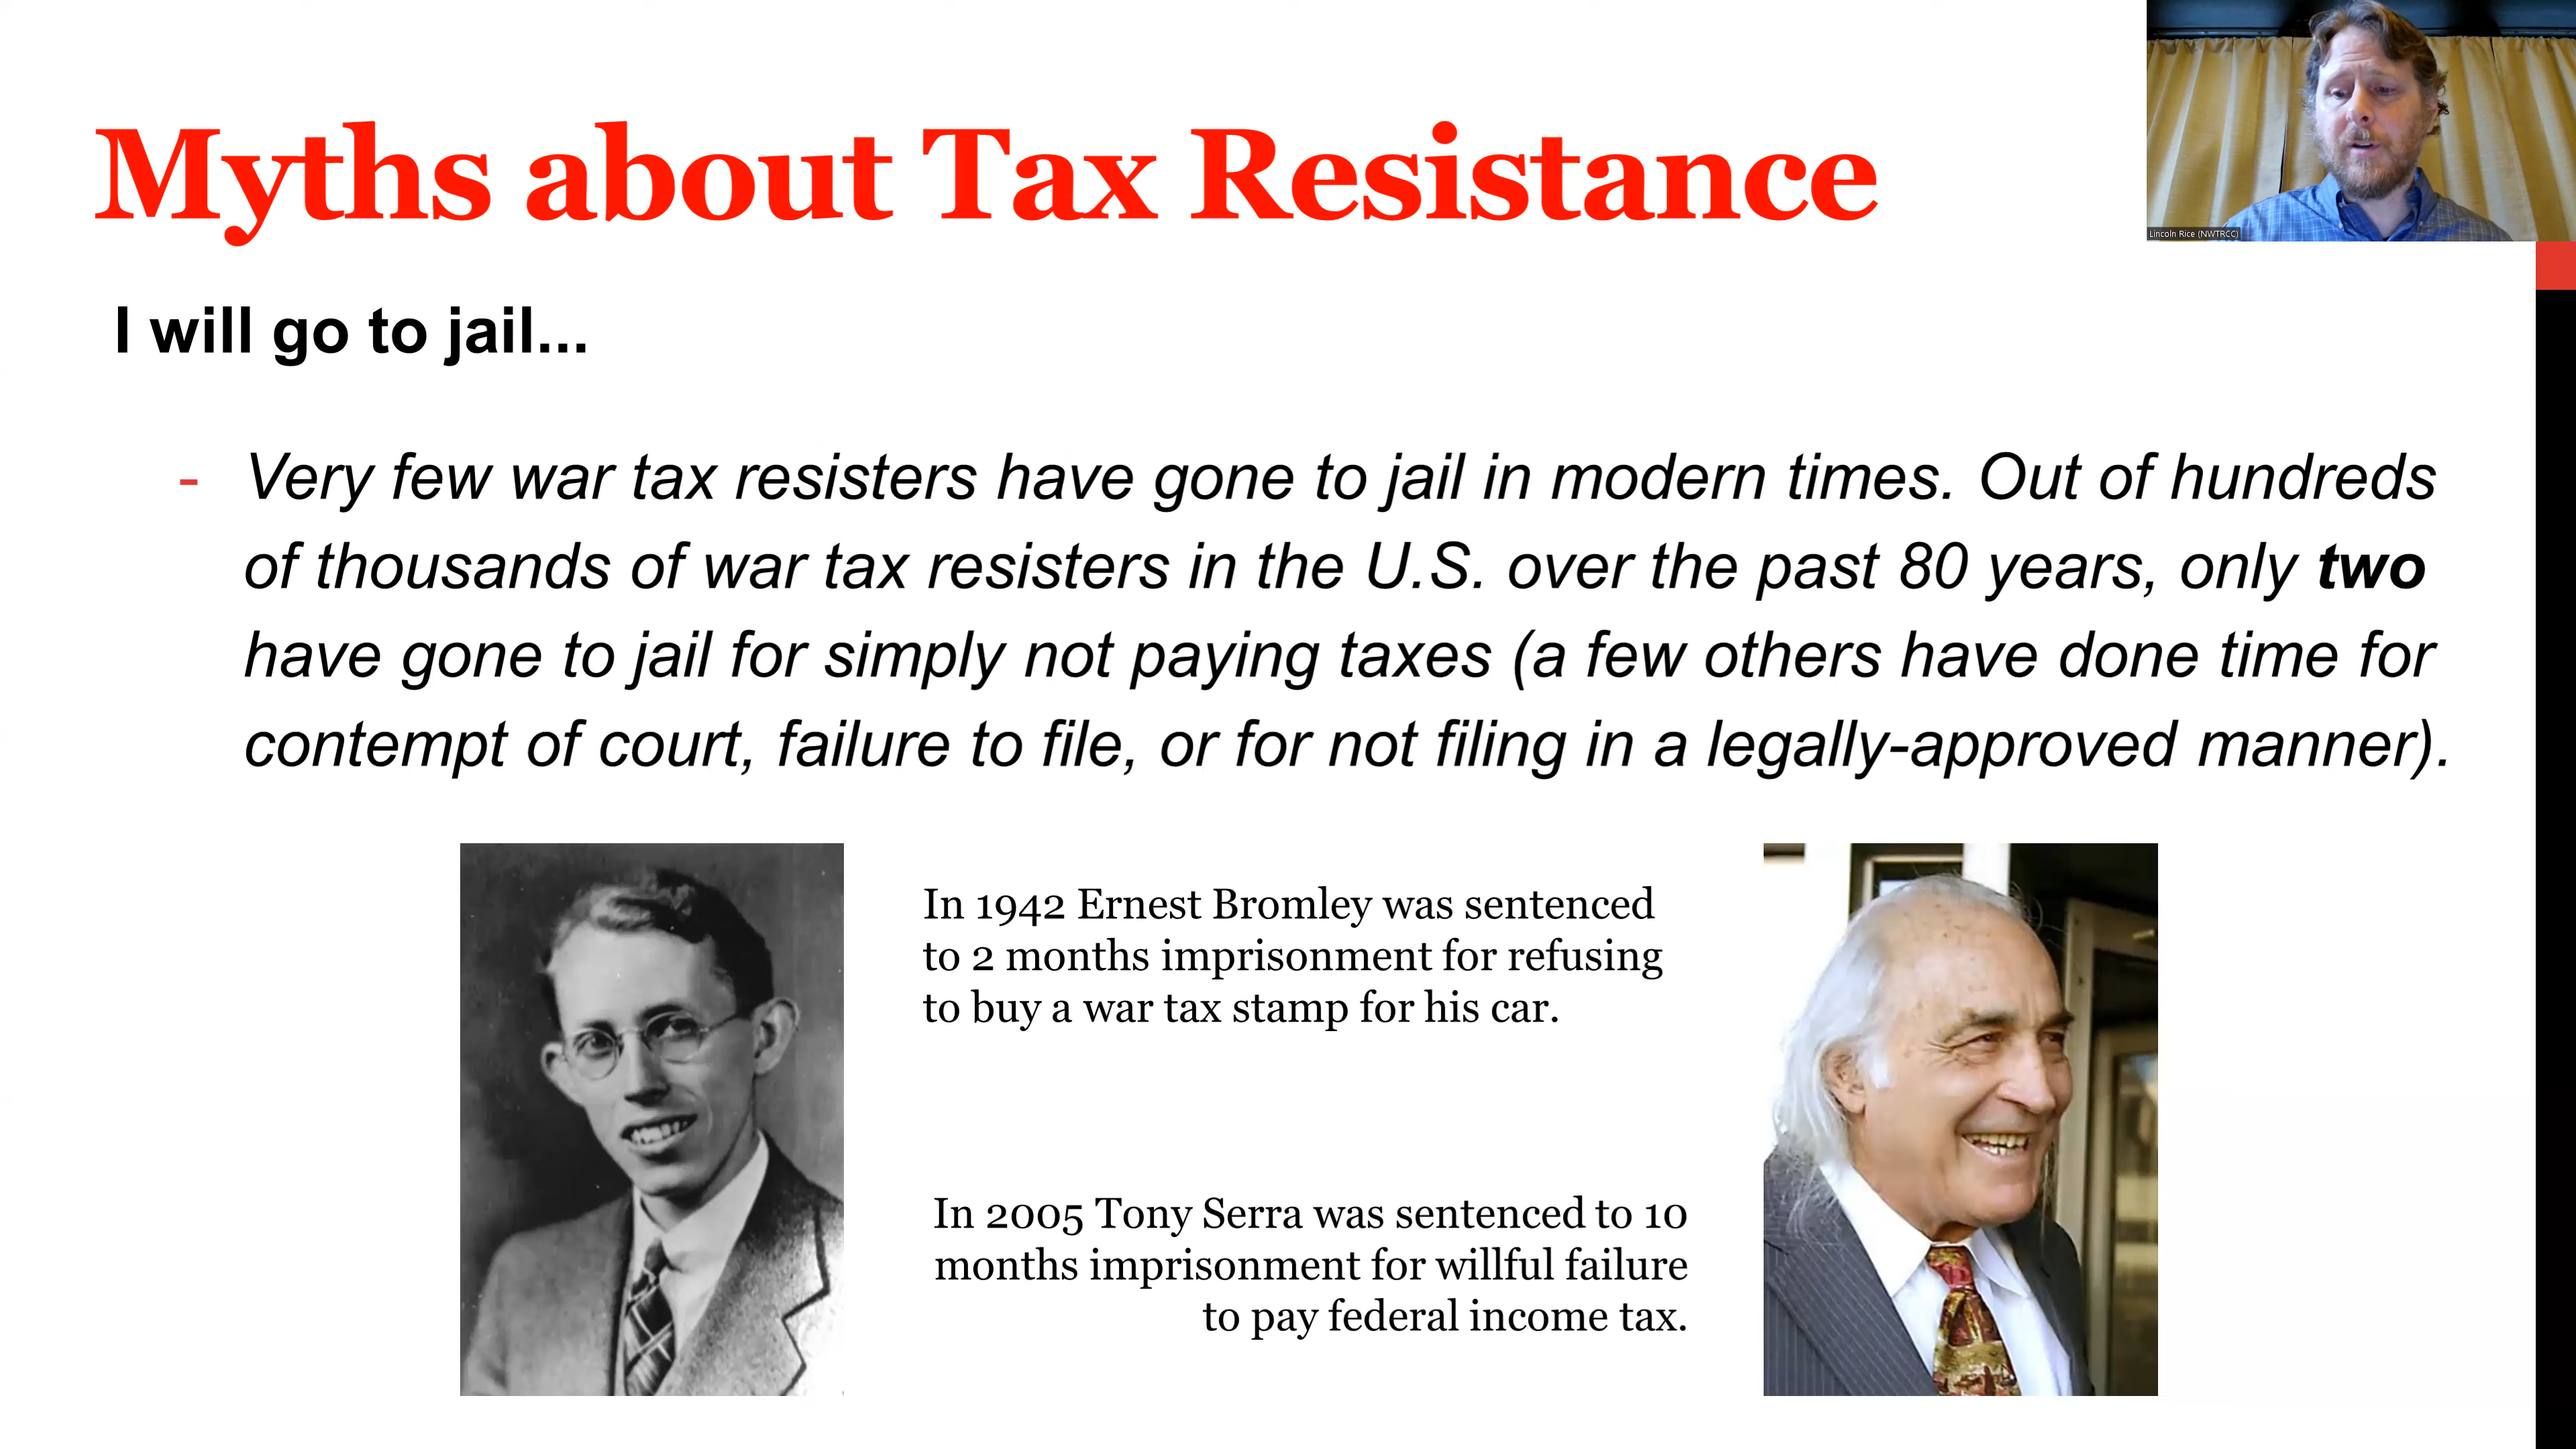 Myths about Tax Resistance
Lincoln Rice (NWTRCC)
I will go to jail...
- Very few war tax resisters have gone to jail in modern times. Out of hundreds
of thousands of war tax resisters in the U.S. over the past 80 years, only two
have gone to jail for simply not paying taxes (a few others have done time for
contempt of court, failure to file, or for not filing in a legally-approved manner).
In 1942 Ernest Bromley was sentenced
to 2 months imprisonment for refusing
to buy a war tax stamp for his car.
In 2005 Tony Serra was sentenced to 10
months imprisonment for willful failure
to pay federal income tax.